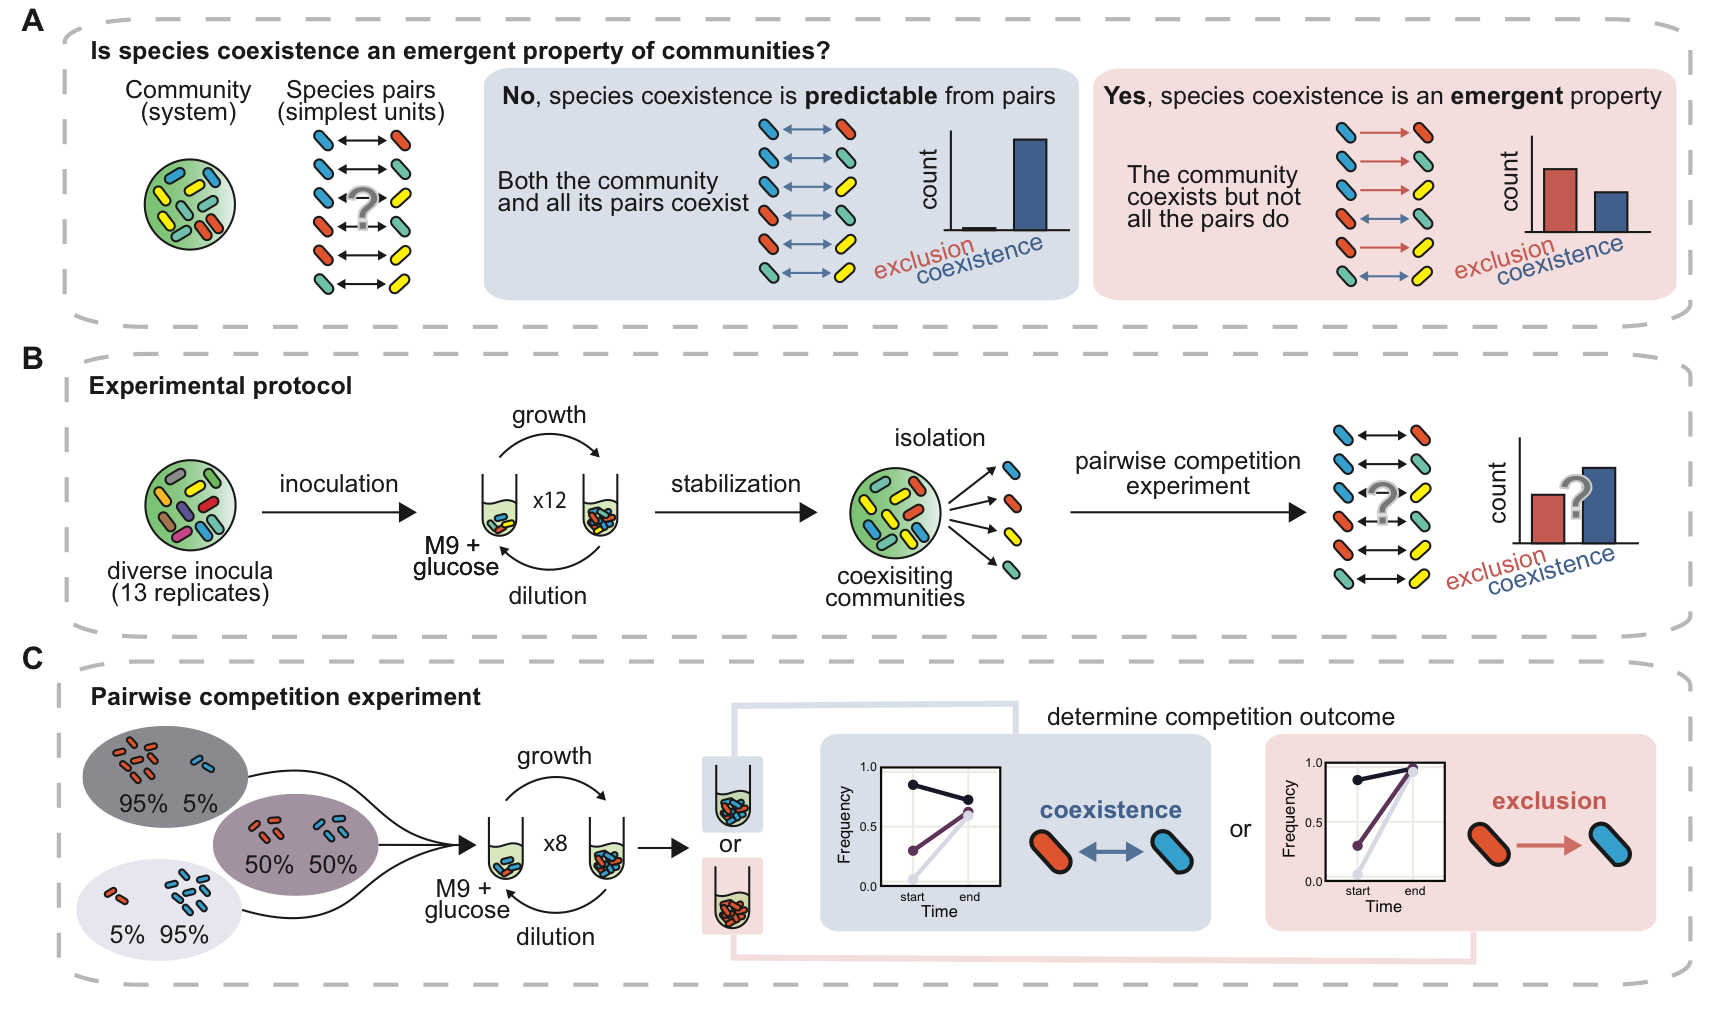 A
Is species coexistence an emergent property of communities?
Community
(system)
Species pairs
(simplest units)
?
No, species coexistence is predictable from pairs
Both the community
and all its pairs coexist
count
exclusion
coexistence
Yes, species coexistence is an emergent property
The community
coexists but not
all the pairs do
count
exclusion
coexistence
B
Experimental protocol
diverse inocula
(13 replicates)
inoculation
growth
x12
M9 +
glucose
dilution
stabilization
isolation
coexisiting
communities
pairwise competition
experiment
?
count
?
exclusion
coexistence
C
Pairwise competition experiment
95% 5%
50% 50%
5% 95%
growth
x8
M9 +
glucose
dilution
or
determine competition outcome
1.0
0.5
0.0
Frequency
start end
Time
coexistence
or
1.0
0.5
0.0
Frequency
start end
Time
exclusion